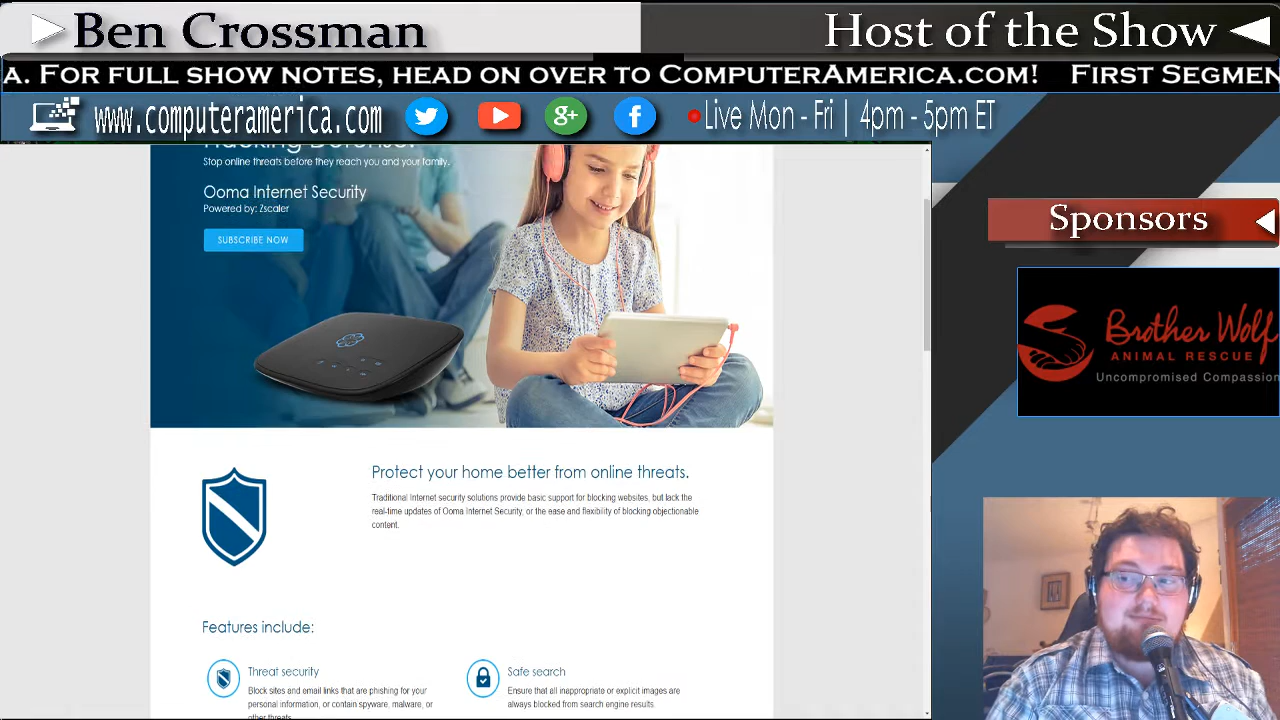 Ben Crossman
Host of the Show
a. For full show notes, head on over to ComputerAmerica.com! First Segmen
www.computeramerica.com
g+
f
Live Mon - Fri | 4pm - 5pm ET
Hacking Defense.
Stop online threats before they reach you and your family.
Ooma Internet Security
Powered by: Zscaler
SUBSCRIBE NOW
Sponsors
Brother Wolf
ANIMAL RESCUE
Uncompromised Compassion
Protect your home better from online threats.
Traditional Internet security solutions provide basic support for blocking websites, but lack the
real-time updates of Ooma Internet Security, or the ease and flexibility of blocking objectionable
content.
Features include:
Threat security
Block sites and email links that are phishing for your
personal information, or contain spyware, malware, or
other threats
Safe search
Ensure that all inappropriate or explicit images are
always blocked from search engine results